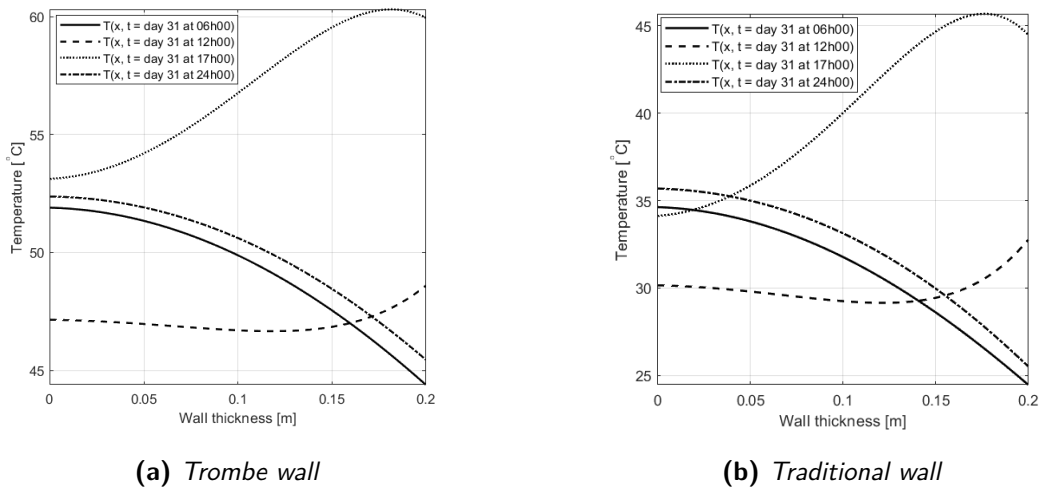 60
55
50
45
0
0.05
0.1
0.15
0.2
Temperature [°C]
Wall thickness [m]
T(x, t = day 31 at 06h00)
T(x, t = day 31 at 12h00)
T(x, t = day 31 at 17h00)
T(x, t = day 31 at 24h00)
(a) Trombe wall
45
40
35
30
25
0
0.05
0.1
0.15
0.2
Temperature [°C]
Wall thickness [m]
T(x, t = day 31 at 06h00)
T(x, t = day 31 at 12h00)
T(x, t = day 31 at 17h00)
T(x, t = day 31 at 24h00)
(b) Traditional wall